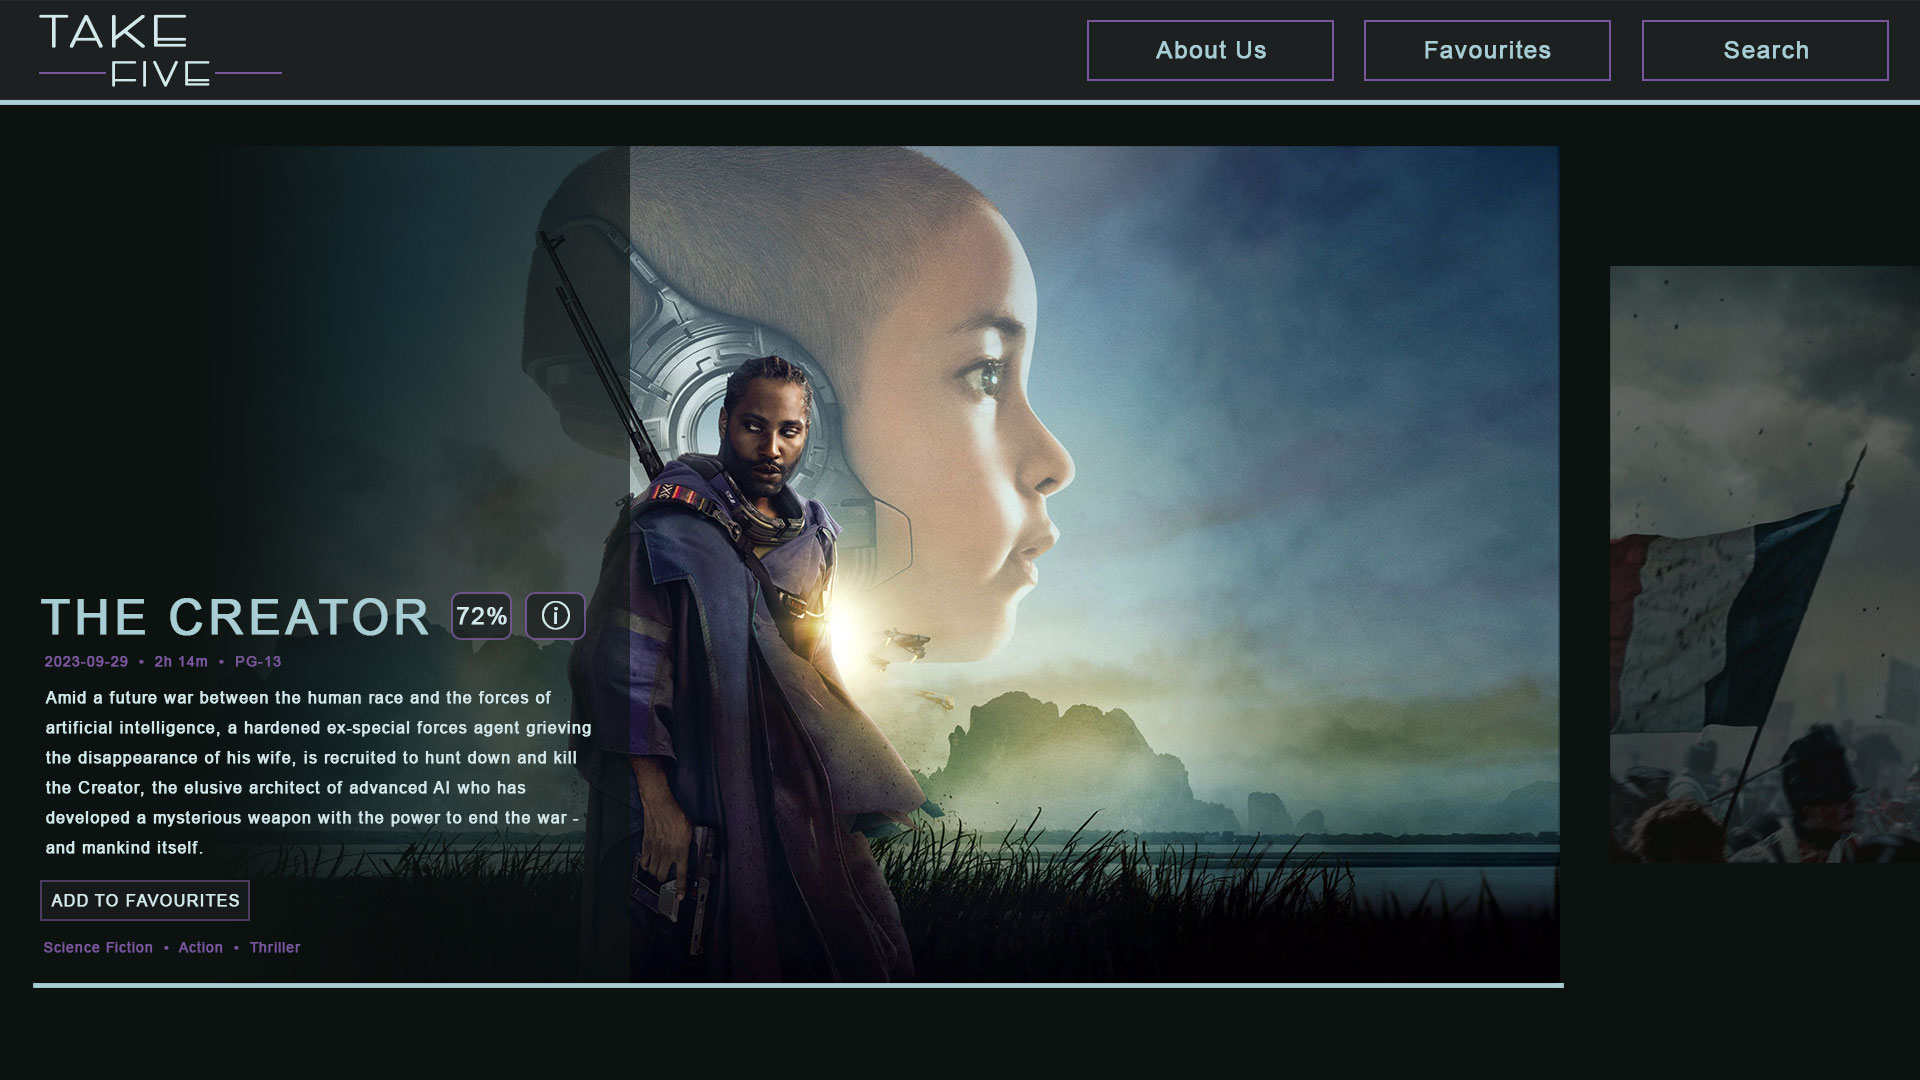 TAKE
FIVE
About Us
Favourites
Search
THE CREATOR
72%
2023-09-29 • 2h 14m • PG-13
Amid a future war between the human race and the forces of
artificial intelligence, a hardened ex-special forces agent grieving
the disappearance of his wife, is recruited to hunt down and kill
the Creator, the elusive architect of advanced AI who has
developed a mysterious weapon with the power to end the war -
and mankind itself.
ADD TO FAVOURITES
Science Fiction • Action • Thriller